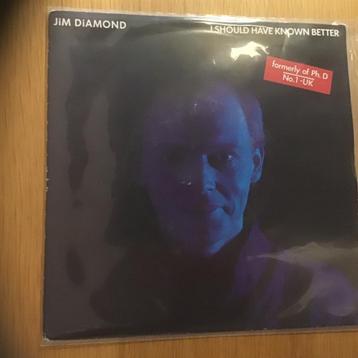 JiM DiAMOND
I SHOULD HAVE KNOWN BETTER
formerly of Ph. D
No. 1 - UK